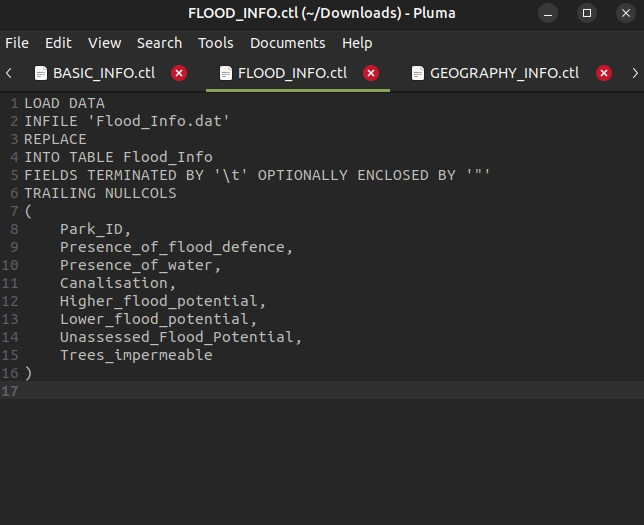 FLOOD_INFO.ctl (~/Downloads) - Pluma
File Edit View Search Tools Documents Help
BASIC_INFO.ctl FLOOD_INFO.ctl GEOGRAPHY_INFO.ctl
1 LOAD DATA
2 INFILE 'Flood_Info.dat'
3 REPLACE
4 INTO TABLE Flood_Info
5 FIELDS TERMINATED BY '\t' OPTIONALLY ENCLOSED BY '"'
6 TRAILING NULLCOLS
7 (
8     Park_ID,
9     Presence_of_flood_defence,
10     Presence_of_water,
11     Canalisation,
12     Higher_flood_potential,
13     Lower_flood_potential,
14     Unassessed_Flood_Potential,
15     Trees_impermeable
16 )
17